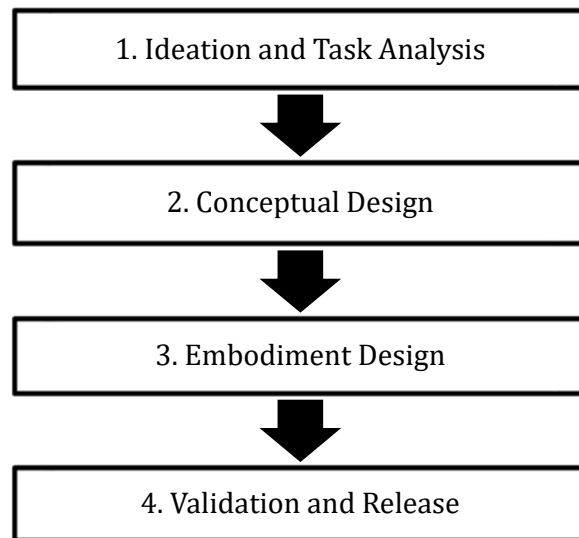 1. Ideation and Task Analysis
2. Conceptual Design
3. Embodiment Design
4. Validation and Release